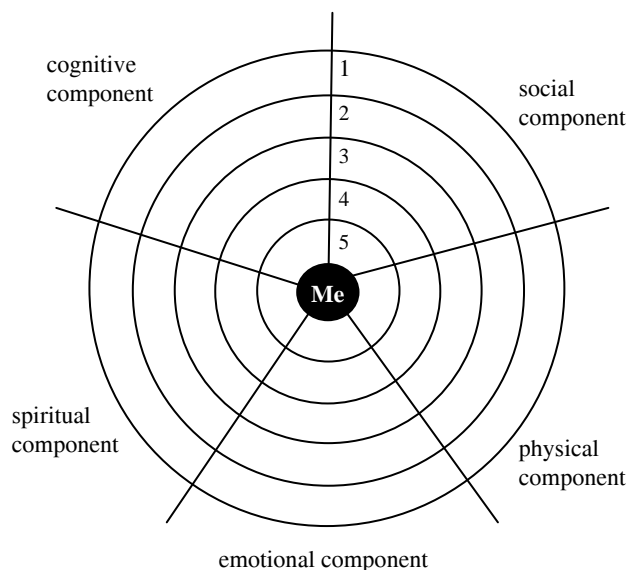 cognitive
component
1
2
3
4
5
social
component
Me
spiritual
component
physical
component
emotional component